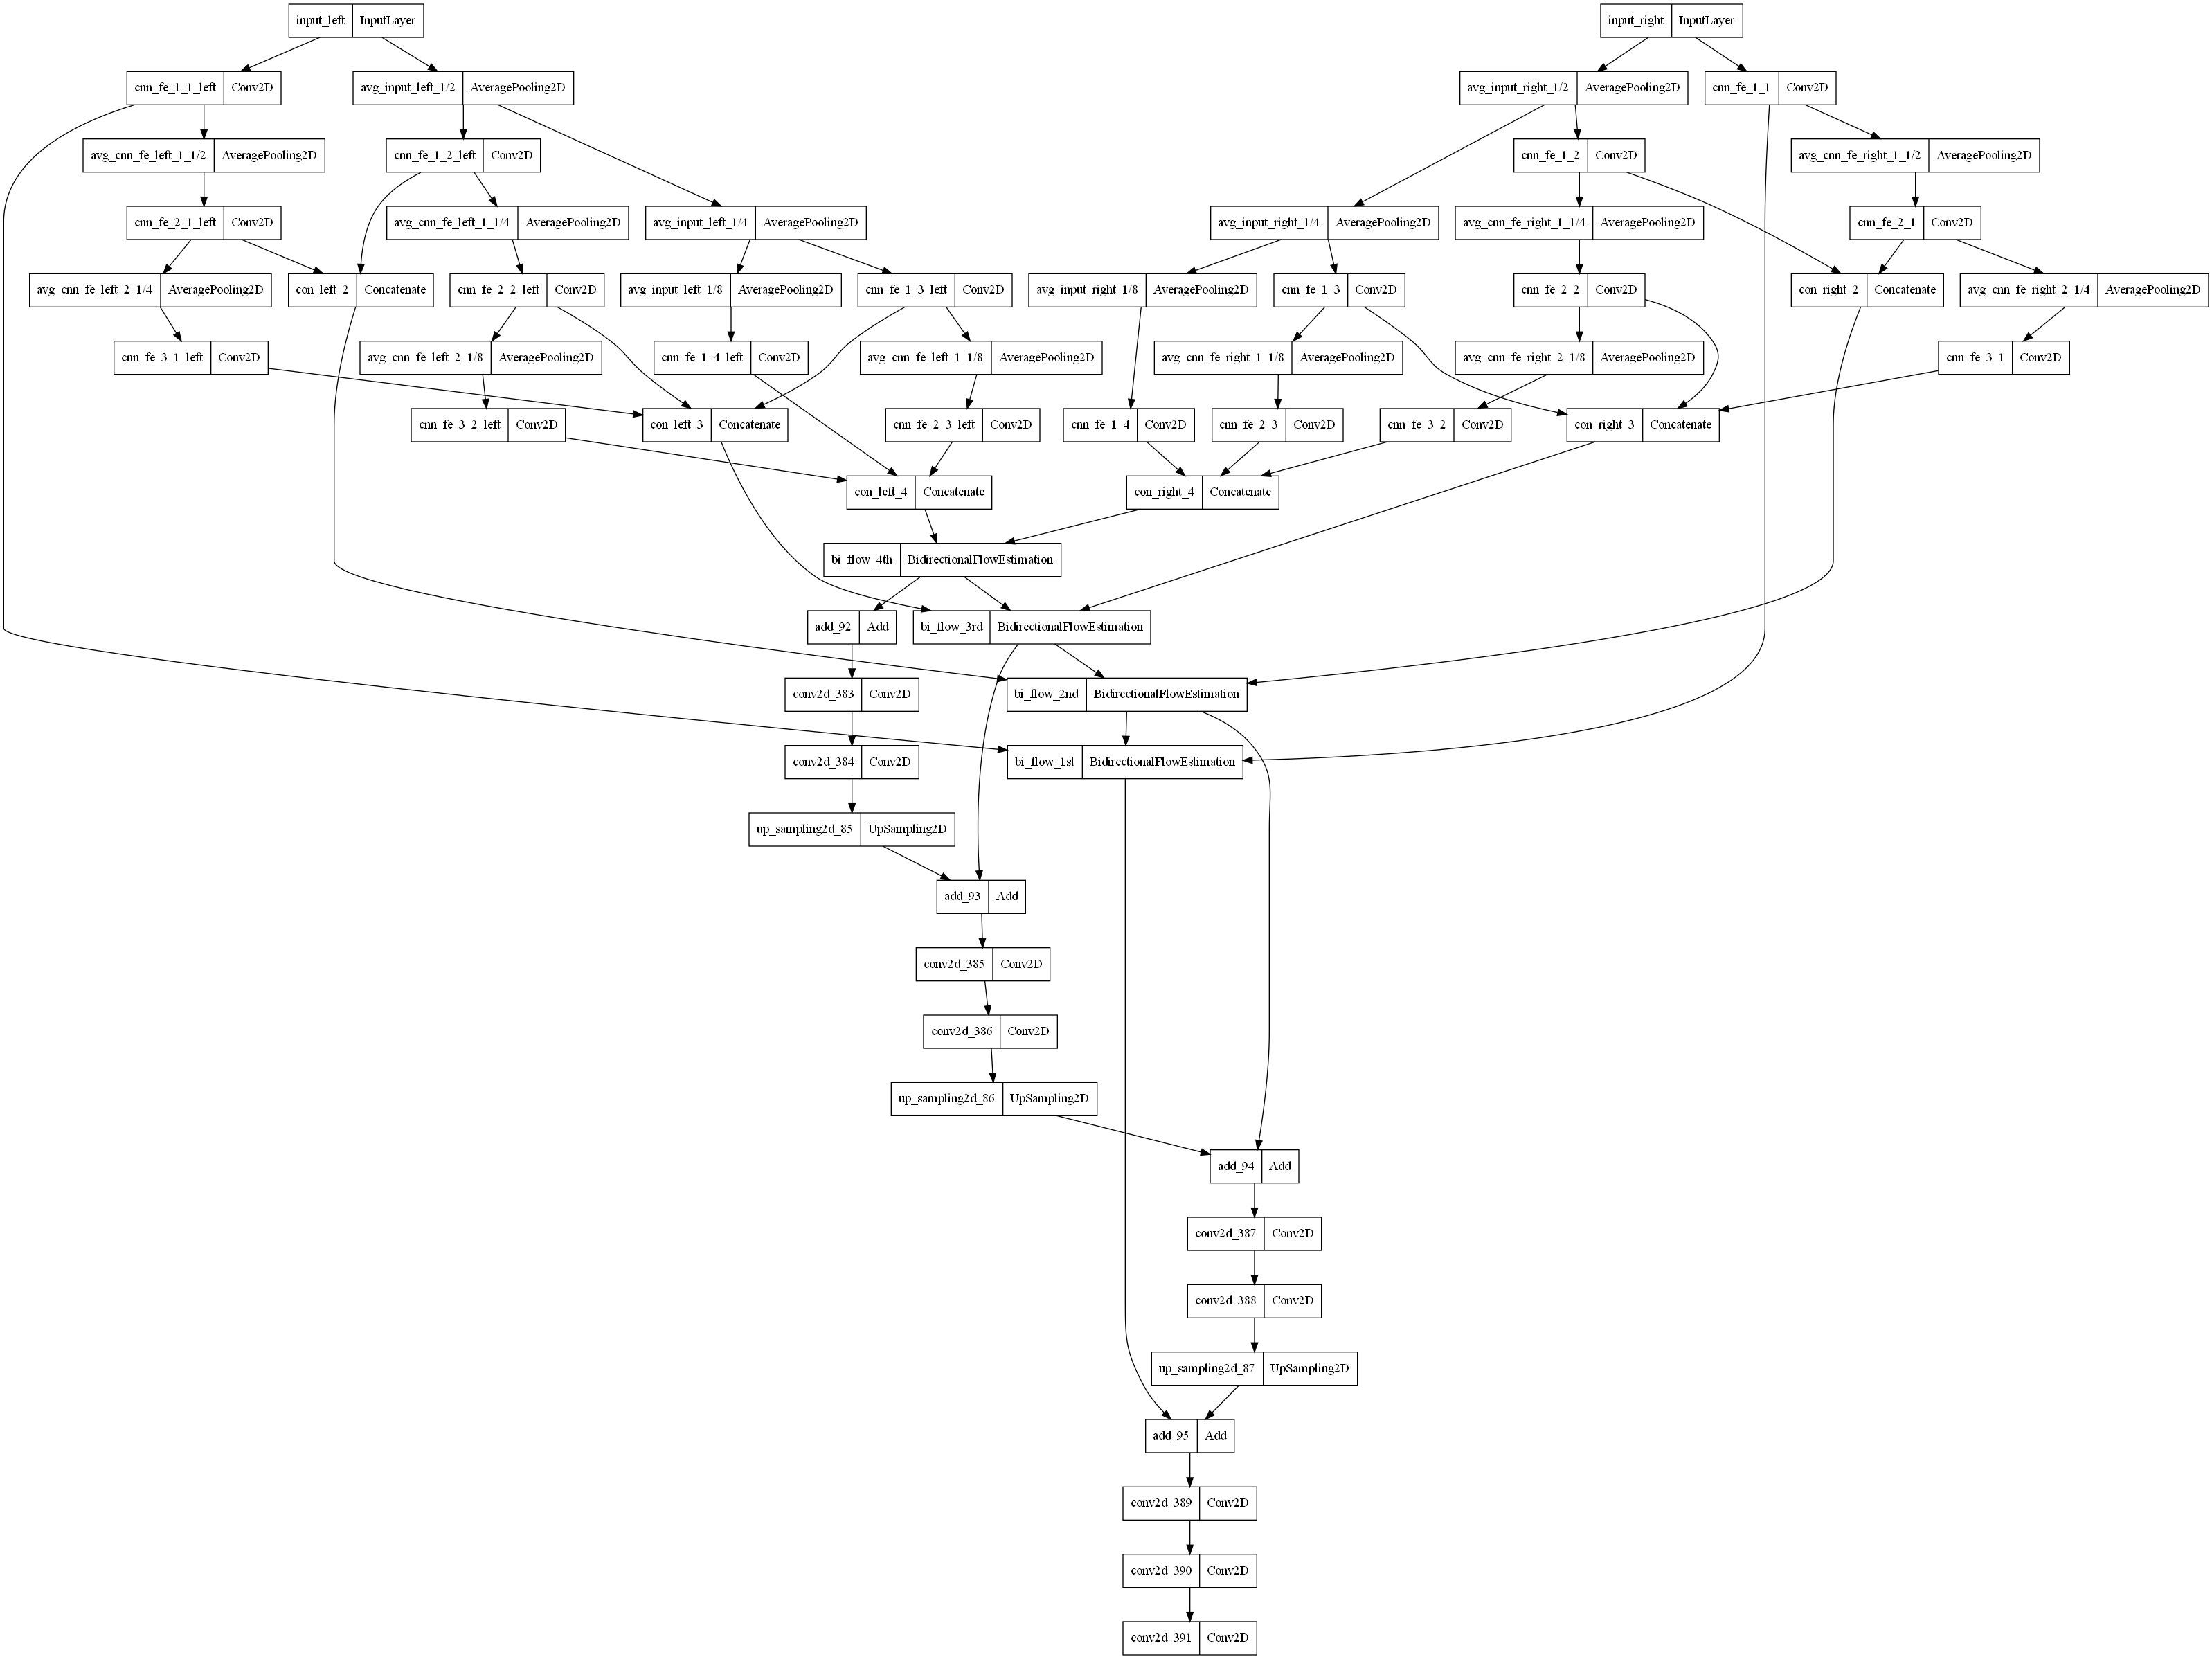 input_left InputLayer
input_right InputLayer
cnn_fe_1_1_left Conv2D
avg_input_left_1/2 AveragePooling2D
avg_input_right_1/2 AveragePooling2D
cnn_fe_1_1 Conv2D
avg_cnn_fe_left_1_1/2 AveragePooling2D
cnn_fe_1_2_left Conv2D
cnn_fe_1_2 Conv2D
avg_cnn_fe_right_1_1/2 AveragePooling2D
cnn_fe_2_1_left Conv2D
avg_cnn_fe_left_1_1/4 AveragePooling2D
avg_input_left_1/4 AveragePooling2D
avg_input_right_1/4 AveragePooling2D
avg_cnn_fe_right_1_1/4 AveragePooling2D
cnn_fe_2_1 Conv2D
avg_cnn_fe_left_2_1/4 AveragePooling2D
con_left_2 Concatenate
cnn_fe_2_2_left Conv2D
avg_input_left_1/8 AveragePooling2D
cnn_fe_1_3_left Conv2D
avg_input_right_1/8 AveragePooling2D
cnn_fe_1_3 Conv2D
cnn_fe_2_2 Conv2D
con_right_2 Concatenate
avg_cnn_fe_right_2_1/4 AveragePooling2D
cnn_fe_3_1_left Conv2D
avg_cnn_fe_left_2_1/8 AveragePooling2D
cnn_fe_1_4_left Conv2D
avg_cnn_fe_left_1_1/8 AveragePooling2D
avg_cnn_fe_right_1_1/8 AveragePooling2D
avg_cnn_fe_right_2_1/8 AveragePooling2D
cnn_fe_3_1 Conv2D
cnn_fe_3_2_left Conv2D
con_left_3 Concatenate
cnn_fe_2_3_left Conv2D
cnn_fe_1_4 Conv2D
cnn_fe_2_3 Conv2D
cnn_fe_3_2 Conv2D
con_right_3 Concatenate
con_left_4 Concatenate
con_right_4 Concatenate
bi_flow_4th BidirectionalFlowEstimation
add_92 Add
bi_flow_3rd BidirectionalFlowEstimation
conv2d_383 Conv2D
bi_flow_2nd BidirectionalFlowEstimation
conv2d_384 Conv2D
bi_flow_1st BidirectionalFlowEstimation
up_sampling2d_85 UpSampling2D
add_93 Add
conv2d_385 Conv2D
conv2d_386 Conv2D
up_sampling2d_86 UpSampling2D
add_94 Add
conv2d_387 Conv2D
conv2d_388 Conv2D
up_sampling2d_87 UpSampling2D
add_95 Add
conv2d_389 Conv2D
conv2d_390 Conv2D
conv2d_391 Conv2D